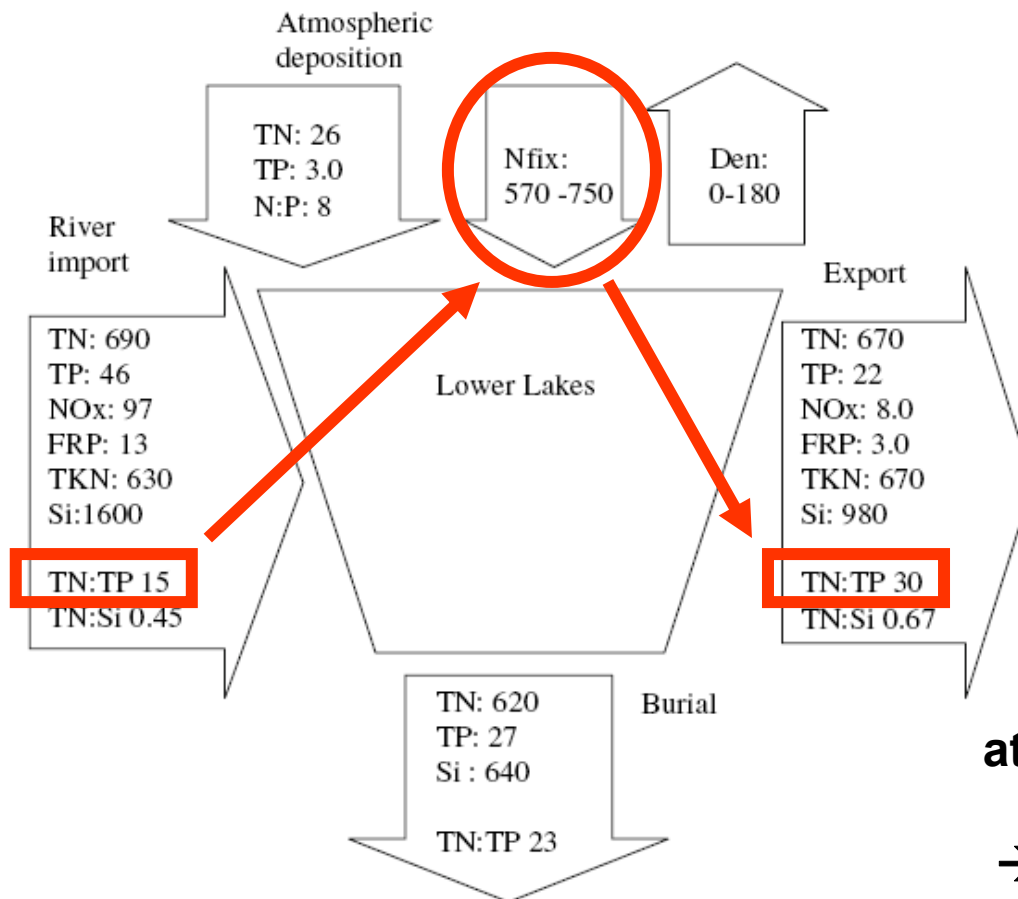 Atmospheric
deposition
TN: 26
TP: 3.0
N:P: 8
Nfix:
570 -750
Den:
0-180
River
import
TN: 690
TP: 46
NOx: 97
FRP: 13
TKN: 630
Si:1600
TN:TP 15
TN:Si 0.45
Lower Lakes
Export
TN: 670
TP: 22
NOx: 8.0
FRP: 3.0
TKN: 670
Si: 980
TN:TP 30
TN:Si 0.67
TN: 620
TP: 27
Si : 640
TN:TP 23
Burial
at
→